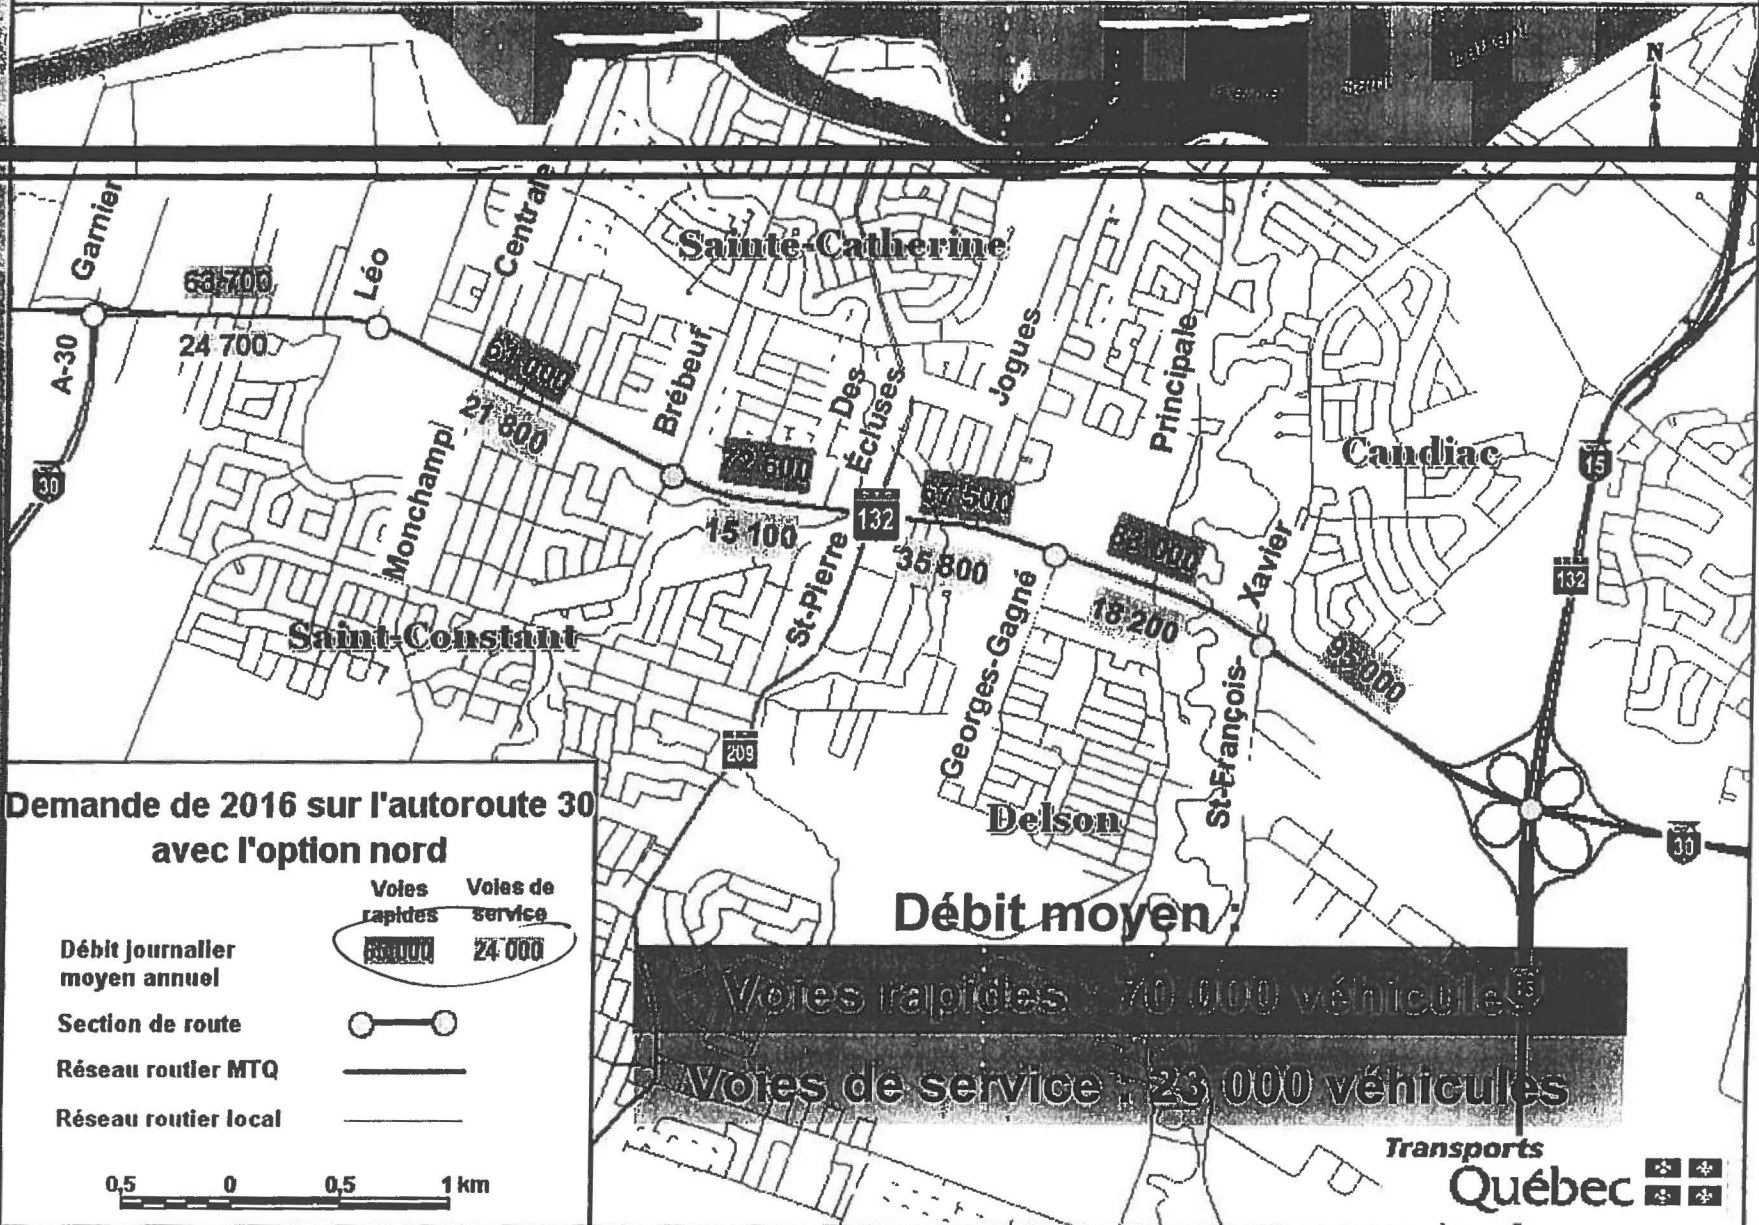 N
Garnier
Léo
Centrale
Sainte-Catherine
63 700
24 700
A-30
30
61 000
21 800
Brébeuf
Des
Écluses
Jogues
Principale
Candiac
15
Monchamp
72 600
15 100
132
57 500
35 800
18 200
Xavier
132
Saint-Constant
St-Pierre
Georges-Gagné
St-François-
95 000
209
Delson
30
Demande de 2016 sur l'autoroute 30
avec l'option nord
Voies rapides
Voies de service
Débit journalier
moyen annuel
24 000
Section de route
Réseau routier MTQ
Réseau routier local
0,5 0 0,5 1 km
Débit moyen :
Voies rapides : 70 000 véhicules
15
Voies de service : 23 000 véhicules
Transports
Québec